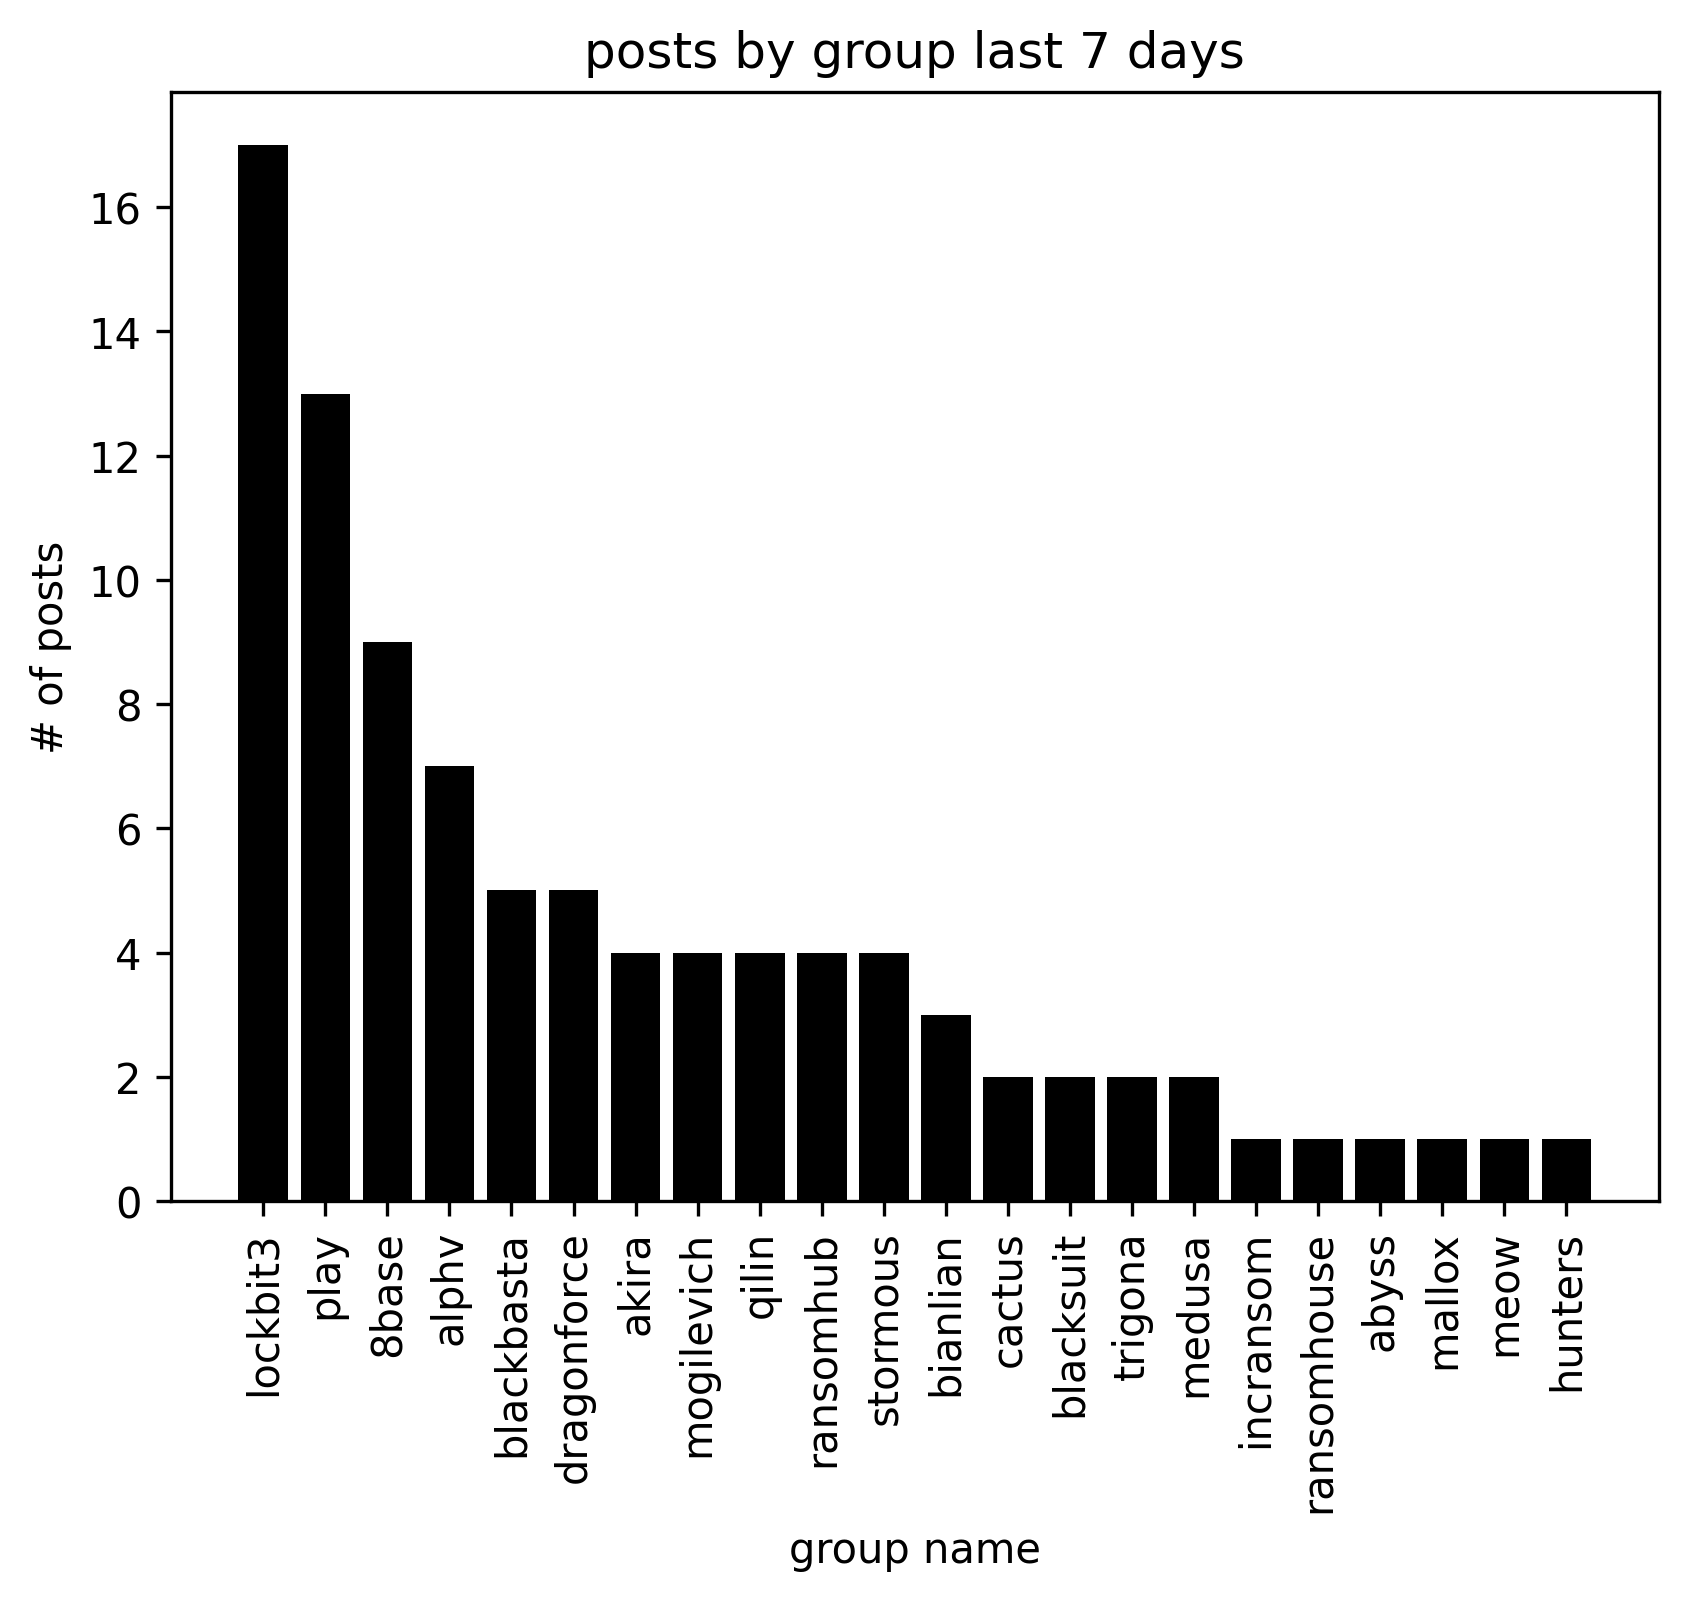 posts by group last 7 days
# of posts
16
14
12
10
8
6
4
2
0
lockbit3
play
8base
alphv
blackbasta
dragonforce
akira
mogilevich
qilin
ransomhub
stormous
bianlian
cactus
blacksuit
trigona
medusa
incransom
ransomhouse
abyss
mallox
meow
hunters
group name